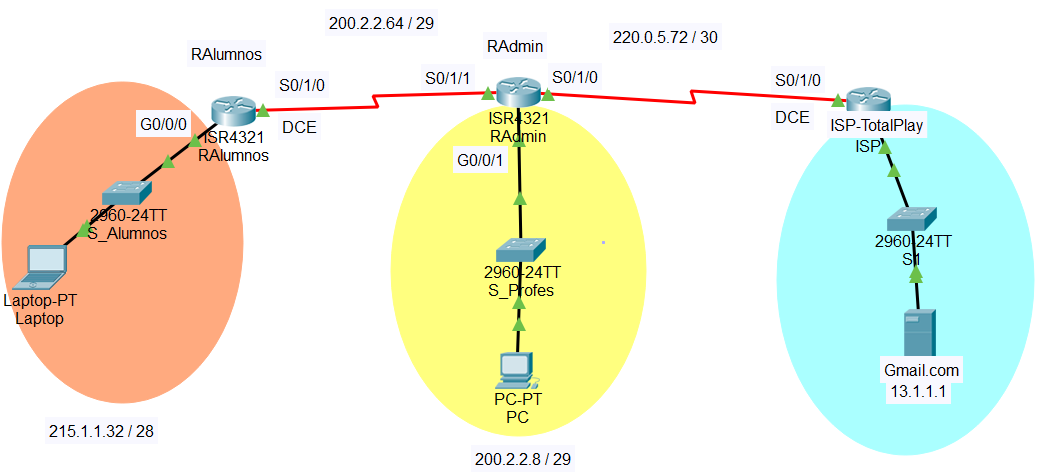 200.2.2.64 / 29
220.0.5.72 / 30
RAdmin
RAlumnos
S0/1/0
S0/1/1
S0/1/0
S0/1/0
G0/0/0
DCE
DCE
ISR4321
RAlumnos
ISR4321
RAdmin
ISP-TotalPlay
ISP
G0/0/1
2960-24TT
S_Alumnos
2960-24TT
S_Profes
2960-24TT
S1
Laptop-PT
Laptop
PC-PT
PC
Gmail.com
13.1.1.1
215.1.1.32 / 28
200.2.2.8 / 29